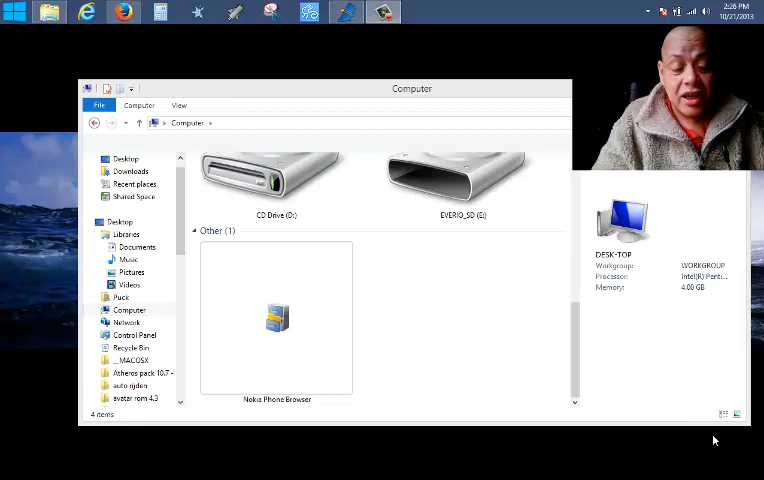 2:26 PM
10/21/2013
Computer
File
Computer
View
Computer
Desktop
Downloads
Recent places
Shared Space
Desktop
Libraries
Documents
Music
Pictures
Videos
Puck
Computer
Network
Control Panel
Recycle Bin
__MACOSX
Atheros pack 10.7 -
auto rijden
avatar rom 4.3
CD Drive (D:)
EVERIO_SD (E:)
Other (1)
Nokia Phone Browser
DESK-TOP
Workgroup: WORKGROUP
Processor: Intel(R) Penti...
Memory: 4.00 GB
4 items